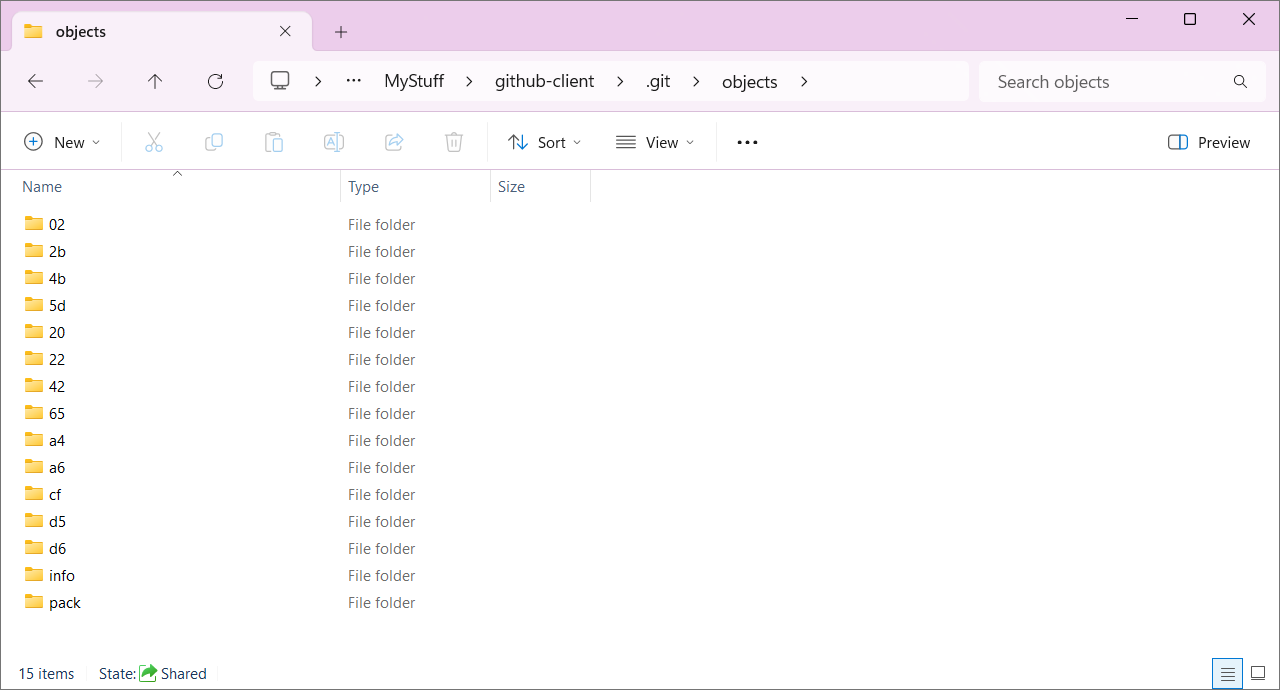 objects
MyStuff github-client .git objects
Search objects
New Sort View Preview
Name Type Size
02 File folder
2b File folder
4b File folder
5d File folder
20 File folder
22 File folder
42 File folder
65 File folder
a4 File folder
a6 File folder
cf File folder
d5 File folder
d6 File folder
info File folder
pack File folder
15 items State: Shared